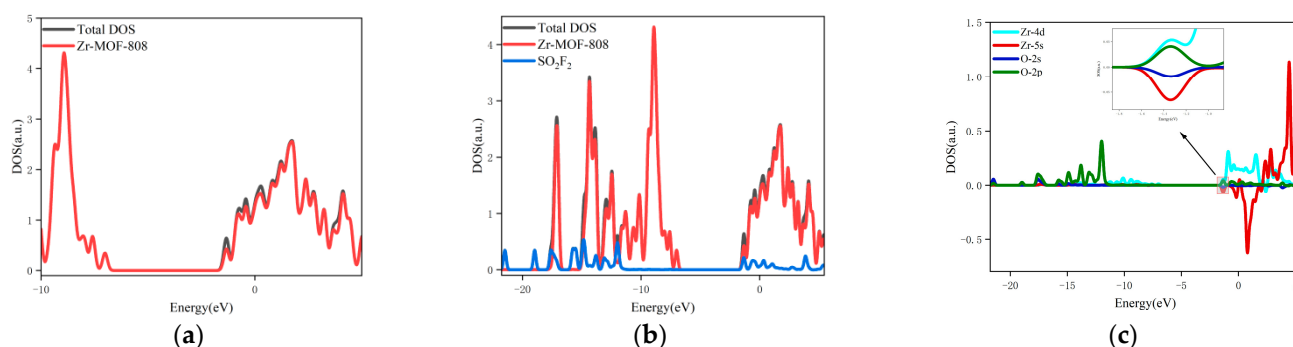 5
4
3
2
1
0
DOS(a.u.)
Total DOS
Zr-MOF-808
-10
0
Energy(eV)
(a)
4
3
2
1
0
DOS(a.u.)
Total DOS
Zr-MOF-808
SO2F2
-20
-10
0
Energy(eV)
(b)
1.5
1.0
0.5
0.0
-0.5
DOS(a.u.)
Zr-4d
Zr-5s
O-2s
O-2p
Energy(eV)
-20
-15
-10
-5
0
Energy(eV)
(c)